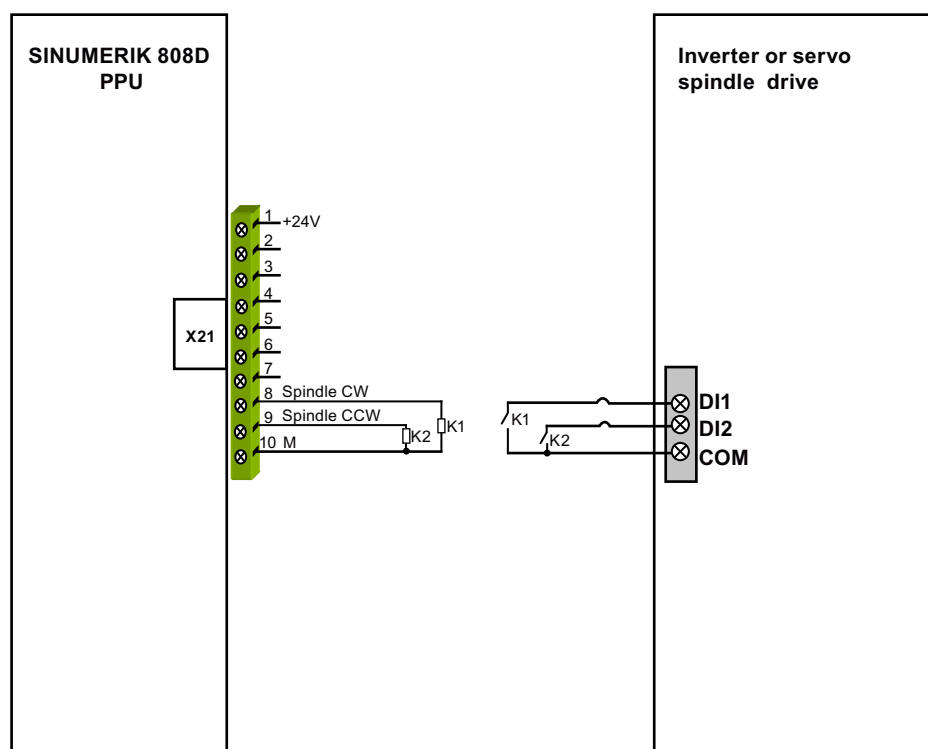 SINUMERIK 808D
PPU
Inverter or servo
spindle drive
1
+24V
2
3
4
5
X21
6
7
8 Spindle CW
9 Spindle CCW
10 M
K2
K1
K1
K2
DI1
DI2
COM